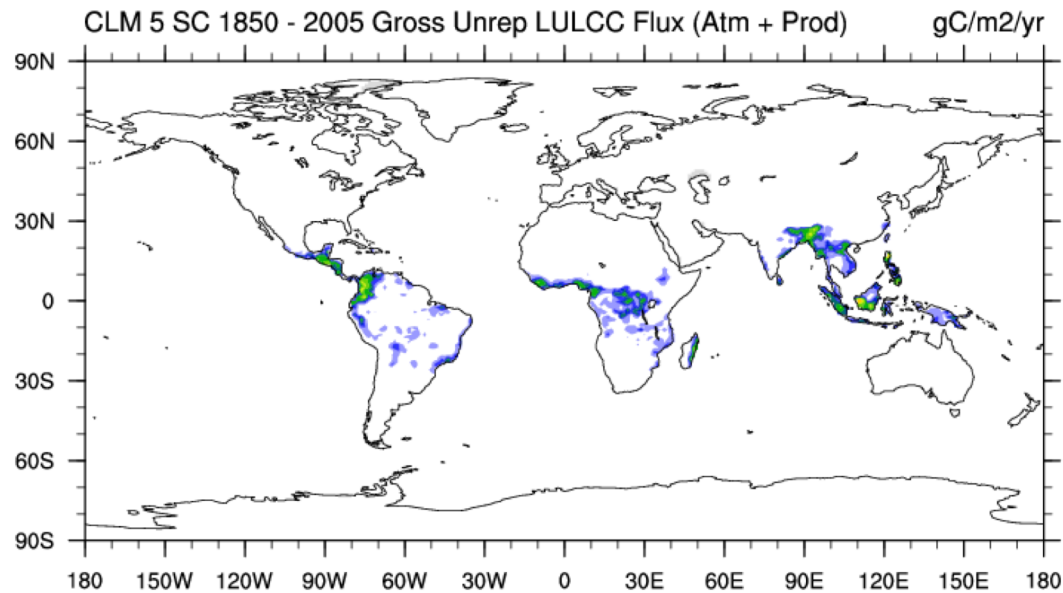 CLM 5 SC 1850 - 2005 Gross Unrep LULCC Flux (Atm + Prod) gC/m2/yr
90N
60N
30N
0
30S
60S
90S
180 150W 120W 90W 60W 30W 0 30E 60E 90E 120E 150E 180